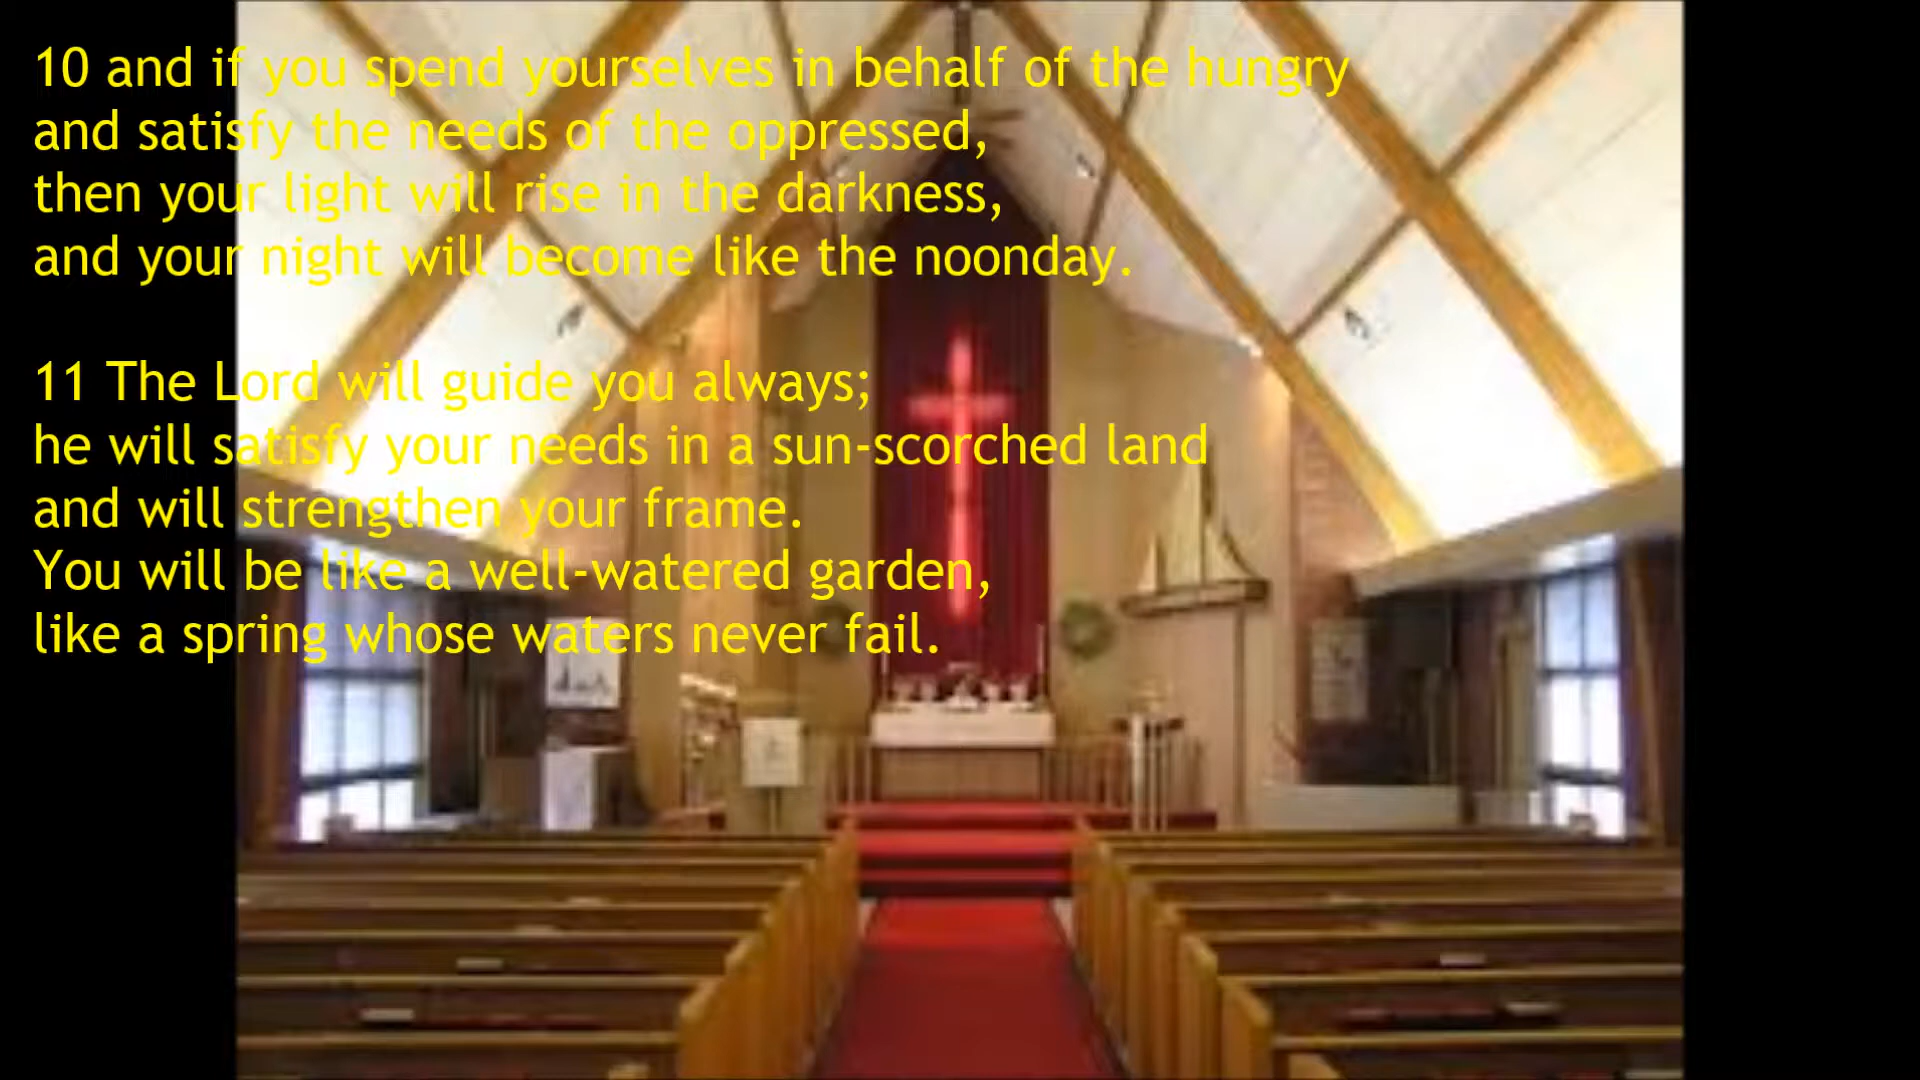 10 and if you spend yourselves in behalf of the hungry
and satisfy the needs of the oppressed,
then your light will rise in the darkness,
and your night will become like the noonday.
11 The Lord will guide you always;
he will satisfy your needs in a sun-scorched land
and will strengthen your frame.
You will be like a well-watered garden,
like a spring whose waters never fail.